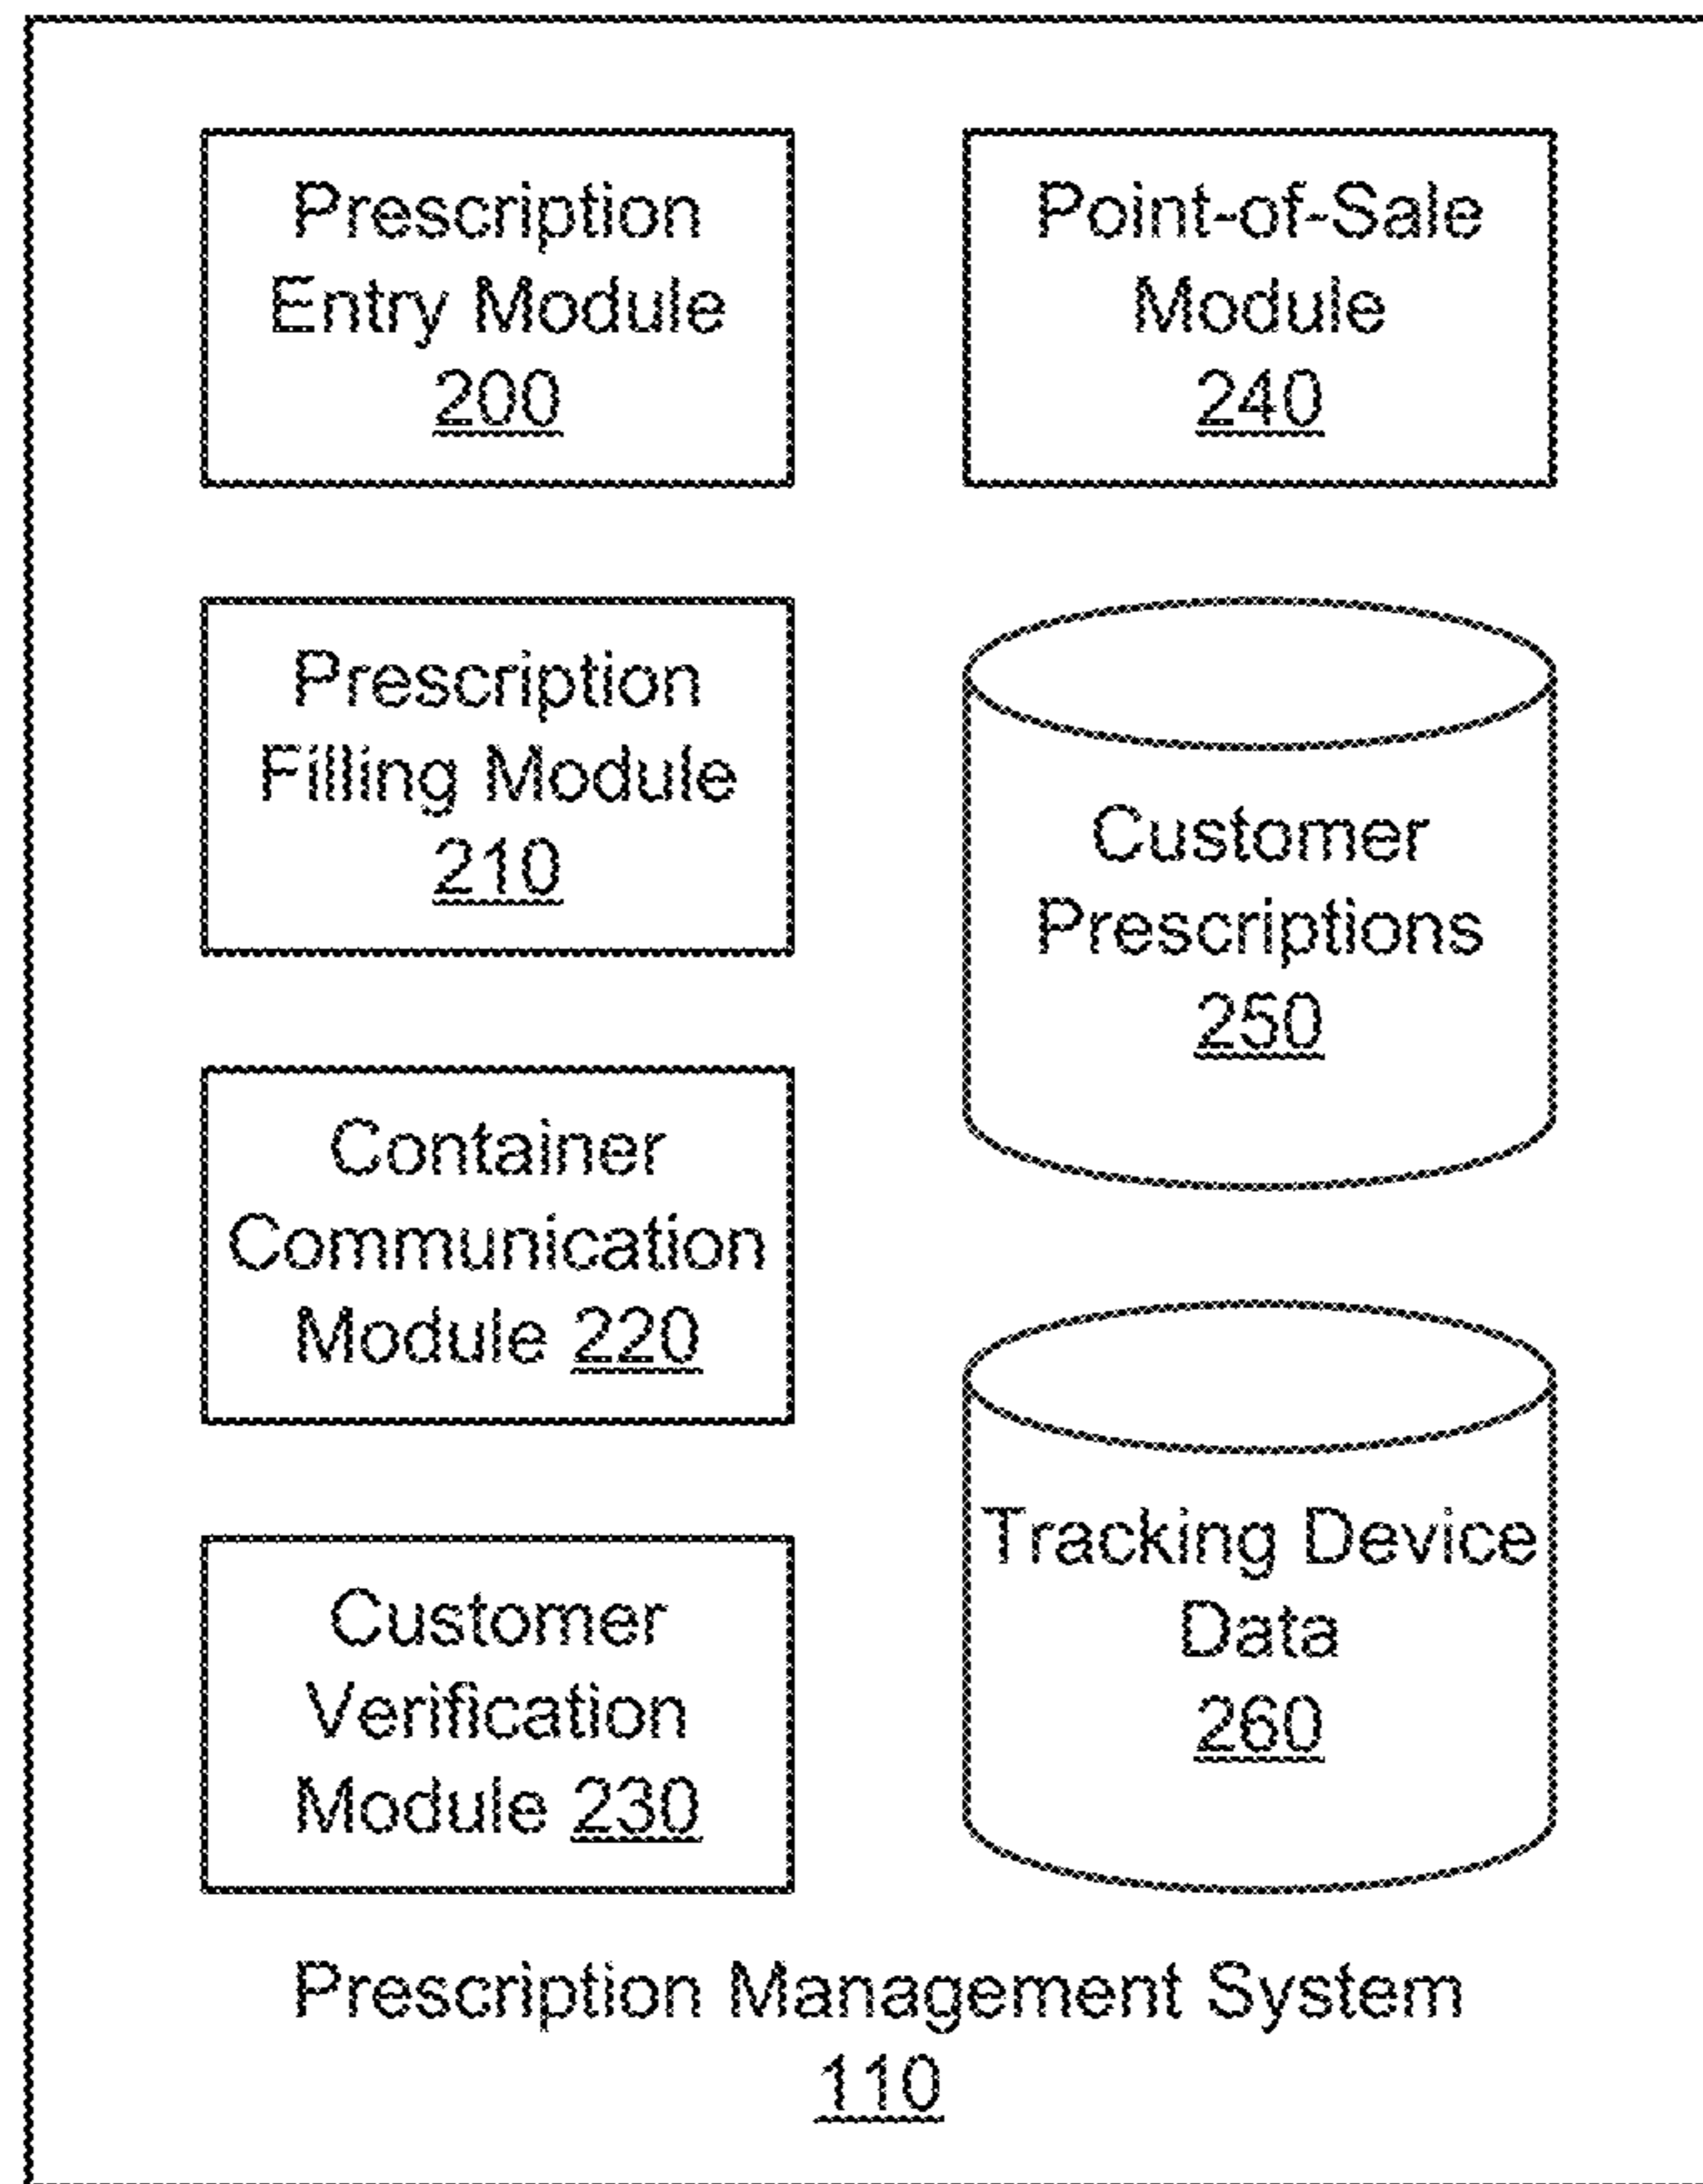 Prescription
Entry Module
200
Point-of-Sale
Module
240
Prescription
Filling Module
210
Customer
Prescriptions
250
Container
Communication
Module 220
Tracking Device
Data
260
Customer
Verification
Module 230
Prescription Management System
110